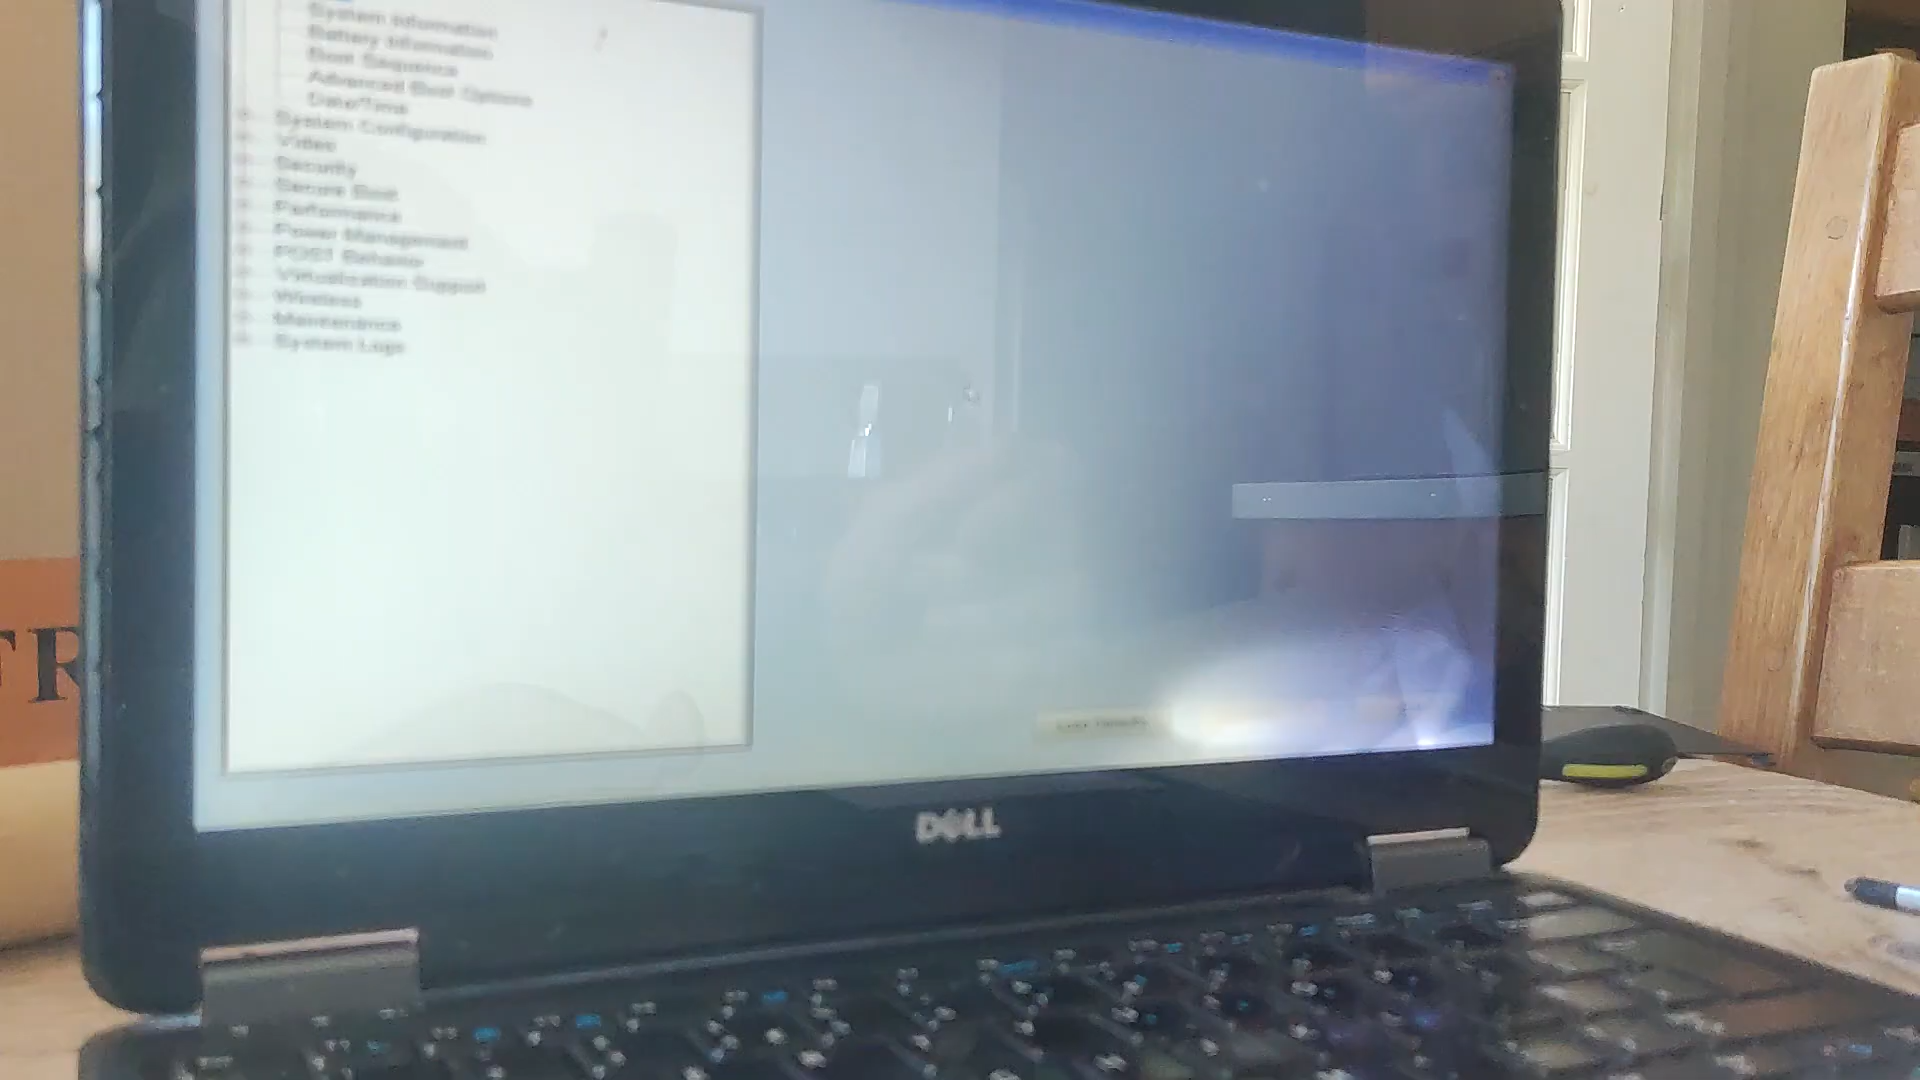 System Information
Battery Information
Boot Sequence
Advanced Boot Options
Date/Time
System Configuration
Video
Security
Secure Boot
Performance
Power Management
POST Behavior
Virtualization Support
Wireless
Maintenance
System Logs
TR
DELL